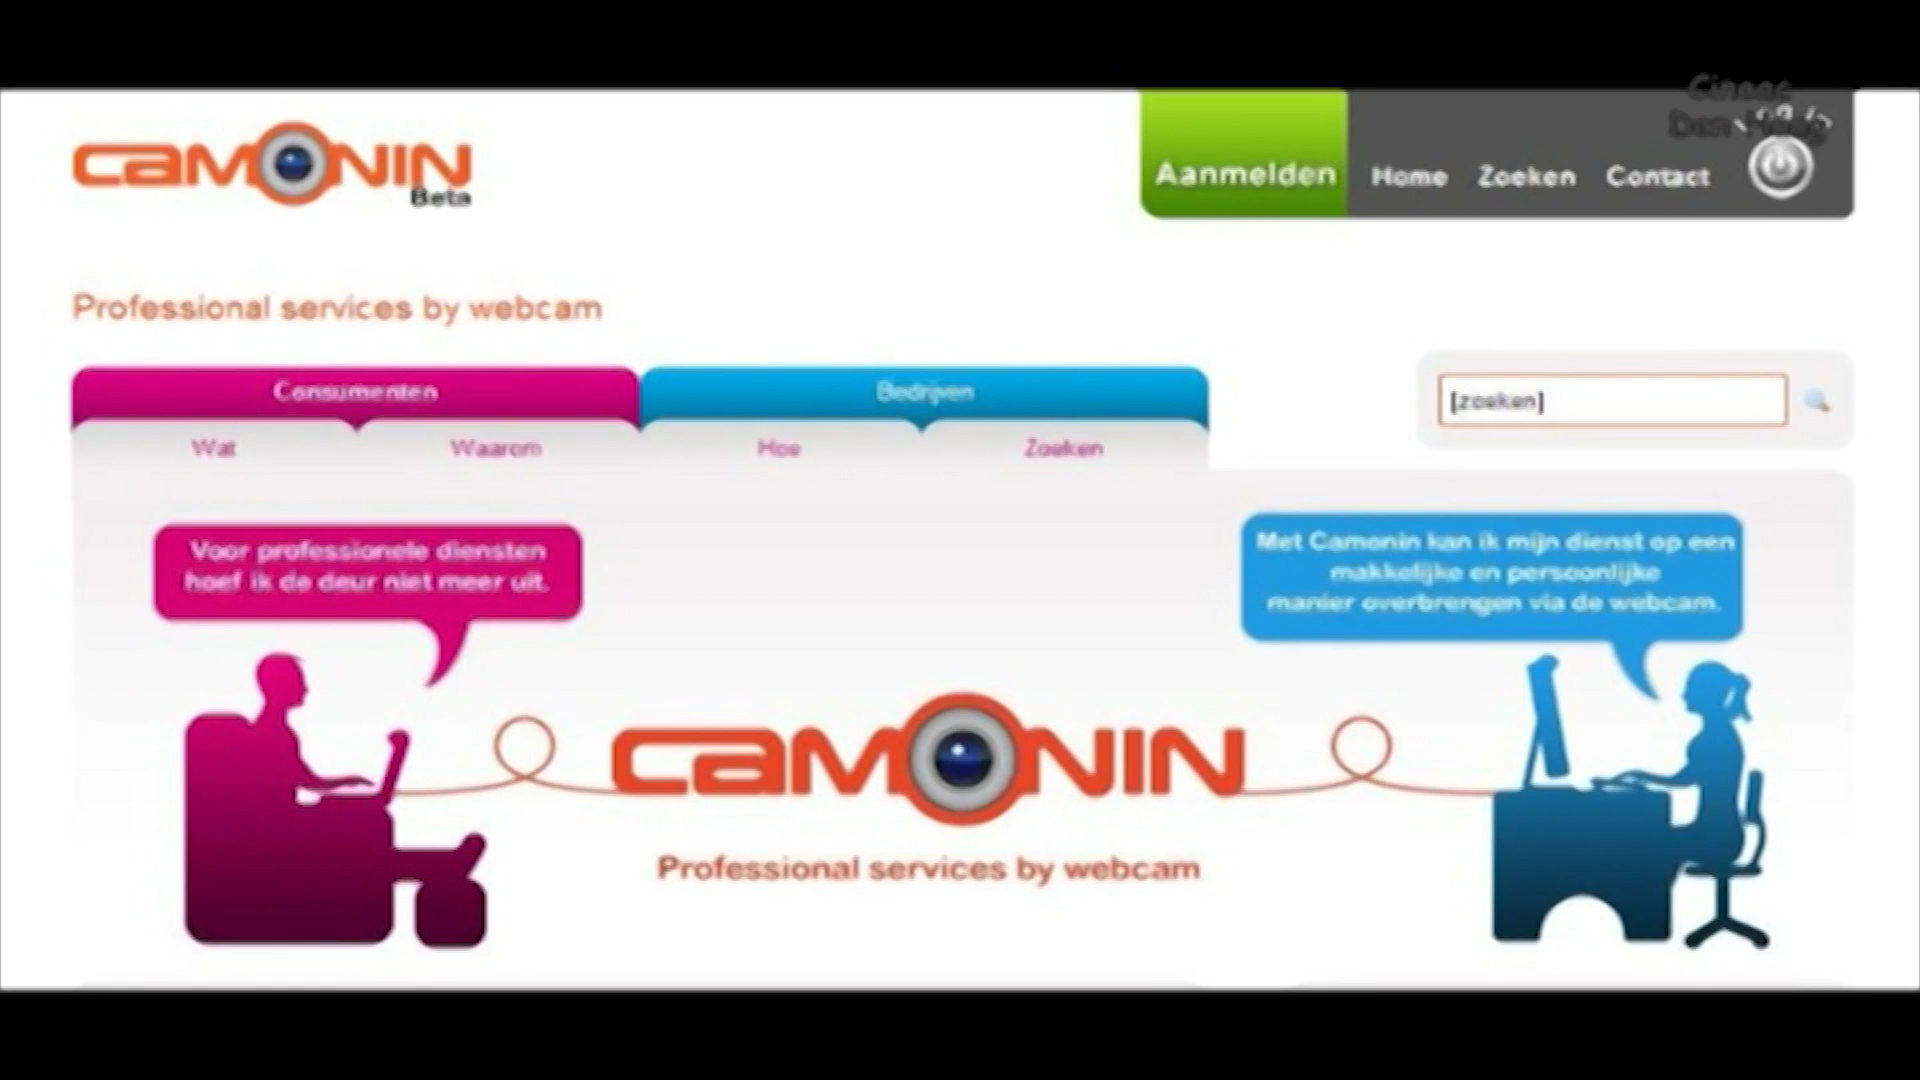 CAMONIN
Beta
Aanmelden
Home
Zoeken
Contact
Professional services by webcam
Consumenten
Bedrijven
[zoeken]
Wat
Waarom
Hoe
Zoeken
Voor professionele diensten
hoef ik de deur niet meer uit.
Met Camonin kan ik mijn dienst op een
makkelijke en persoonlijke
manier overbrengen via de webcam.
CAMONIN
Professional services by webcam